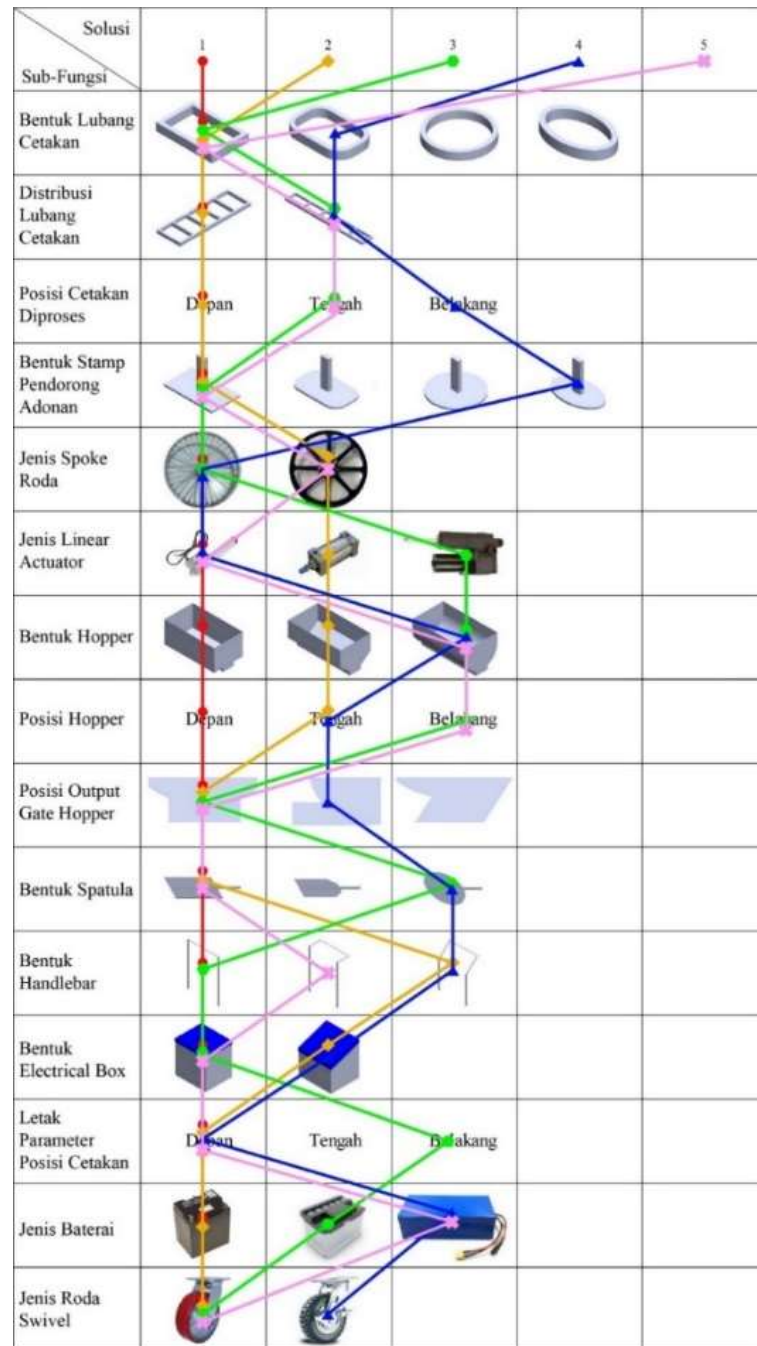 Solusi
1 2 3 4 5
Sub-Fungsi
Bentuk Lubang
Cetakan
Distribusi
Lubang
Cetakan
Posisi Cetakan
Diproses
Depan Tengah Belakang
Bentuk Stamp
Pendorong
Adonan
Jenis Spoke
Roda
Jenis Linear
Actuator
Bentuk Hopper
Posisi Hopper
Depan Tengah Belakang
Posisi Output
Gate Hopper
Bentuk Spatula
Bentuk
Handlebar
Bentuk
Electrical Box
Letak
Parameter
Posisi Cetakan
Depan Tengah Belakang
Jenis Baterai
Jenis Roda
Swivel